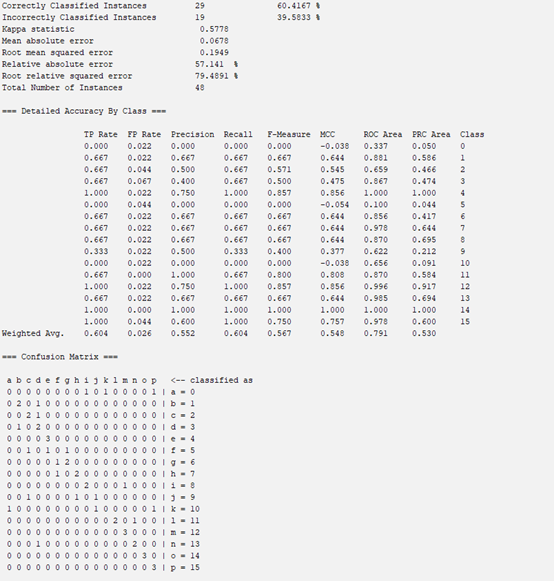 Correctly Classified Instances 29 60.4167 %
Incorrectly Classified Instances 19 39.5833 %
Kappa statistic 0.5778
Mean absolute error 0.0678
Root mean squared error 0.1949
Relative absolute error 57.141 %
Root relative squared error 79.4891 %
Total Number of Instances 48
=== Detailed Accuracy By Class ===
TP Rate FP Rate Precision Recall F-Measure MCC ROC Area PRC Area Class
0.000 0.022 0.000 0.000 0.000 -0.038 0.337 0.050 0
0.667 0.022 0.667 0.667 0.667 0.644 0.881 0.586 1
0.667 0.044 0.500 0.667 0.571 0.545 0.659 0.466 2
0.667 0.067 0.400 0.667 0.500 0.475 0.867 0.474 3
1.000 0.022 0.750 1.000 0.857 0.856 1.000 1.000 4
0.000 0.044 0.000 0.000 0.000 -0.054 0.100 0.044 5
0.667 0.022 0.667 0.667 0.667 0.644 0.856 0.417 6
0.667 0.022 0.667 0.667 0.667 0.644 0.978 0.644 7
0.667 0.022 0.667 0.667 0.667 0.644 0.870 0.695 8
0.333 0.022 0.500 0.333 0.400 0.377 0.622 0.212 9
0.000 0.022 0.000 0.000 0.000 -0.038 0.656 0.091 10
0.667 0.000 1.000 0.667 0.800 0.808 0.870 0.584 11
1.000 0.022 0.750 1.000 0.857 0.856 0.996 0.917 12
0.667 0.022 0.667 0.667 0.667 0.644 0.985 0.694 13
1.000 0.000 1.000 1.000 1.000 1.000 1.000 1.000 14
1.000 0.044 0.600 1.000 0.750 0.757 0.978 0.600 15
Weighted Avg. 0.604 0.026 0.552 0.604 0.567 0.548 0.791 0.530
=== Confusion Matrix ===
a b c d e f g h i j k l m n o p <-- classified as
0 0 0 0 0 0 0 0 1 0 1 0 0 0 0 1 | a = 0
0 2 0 1 0 0 0 0 0 0 0 0 0 0 0 0 | b = 1
0 0 2 1 0 0 0 0 0 0 0 0 0 0 0 0 | c = 2
0 1 0 2 0 0 0 0 0 0 0 0 0 0 0 0 | d = 3
0 0 0 0 3 0 0 0 0 0 0 0 0 0 0 0 | e = 4
0 0 1 0 1 0 1 0 0 0 0 0 0 0 0 0 | f = 5
0 0 0 0 0 1 2 0 0 0 0 0 0 0 0 0 | g = 6
0 0 0 0 0 1 0 2 0 0 0 0 0 0 0 0 | h = 7
0 0 0 0 0 0 0 0 2 0 0 0 1 0 0 0 | i = 8
0 0 1 0 0 0 0 1 0 1 0 0 0 0 0 0 | j = 9
1 0 0 0 0 0 0 0 0 1 0 0 0 0 0 1 | k = 10
0 0 0 0 0 0 0 0 0 0 0 2 0 1 0 0 | l = 11
0 0 0 0 0 0 0 0 0 0 0 0 3 0 0 0 | m = 12
0 0 0 1 0 0 0 0 0 0 0 0 0 2 0 0 | n = 13
0 0 0 0 0 0 0 0 0 0 0 0 0 0 3 0 | o = 14
0 0 0 0 0 0 0 0 0 0 0 0 0 0 0 3 | p = 15